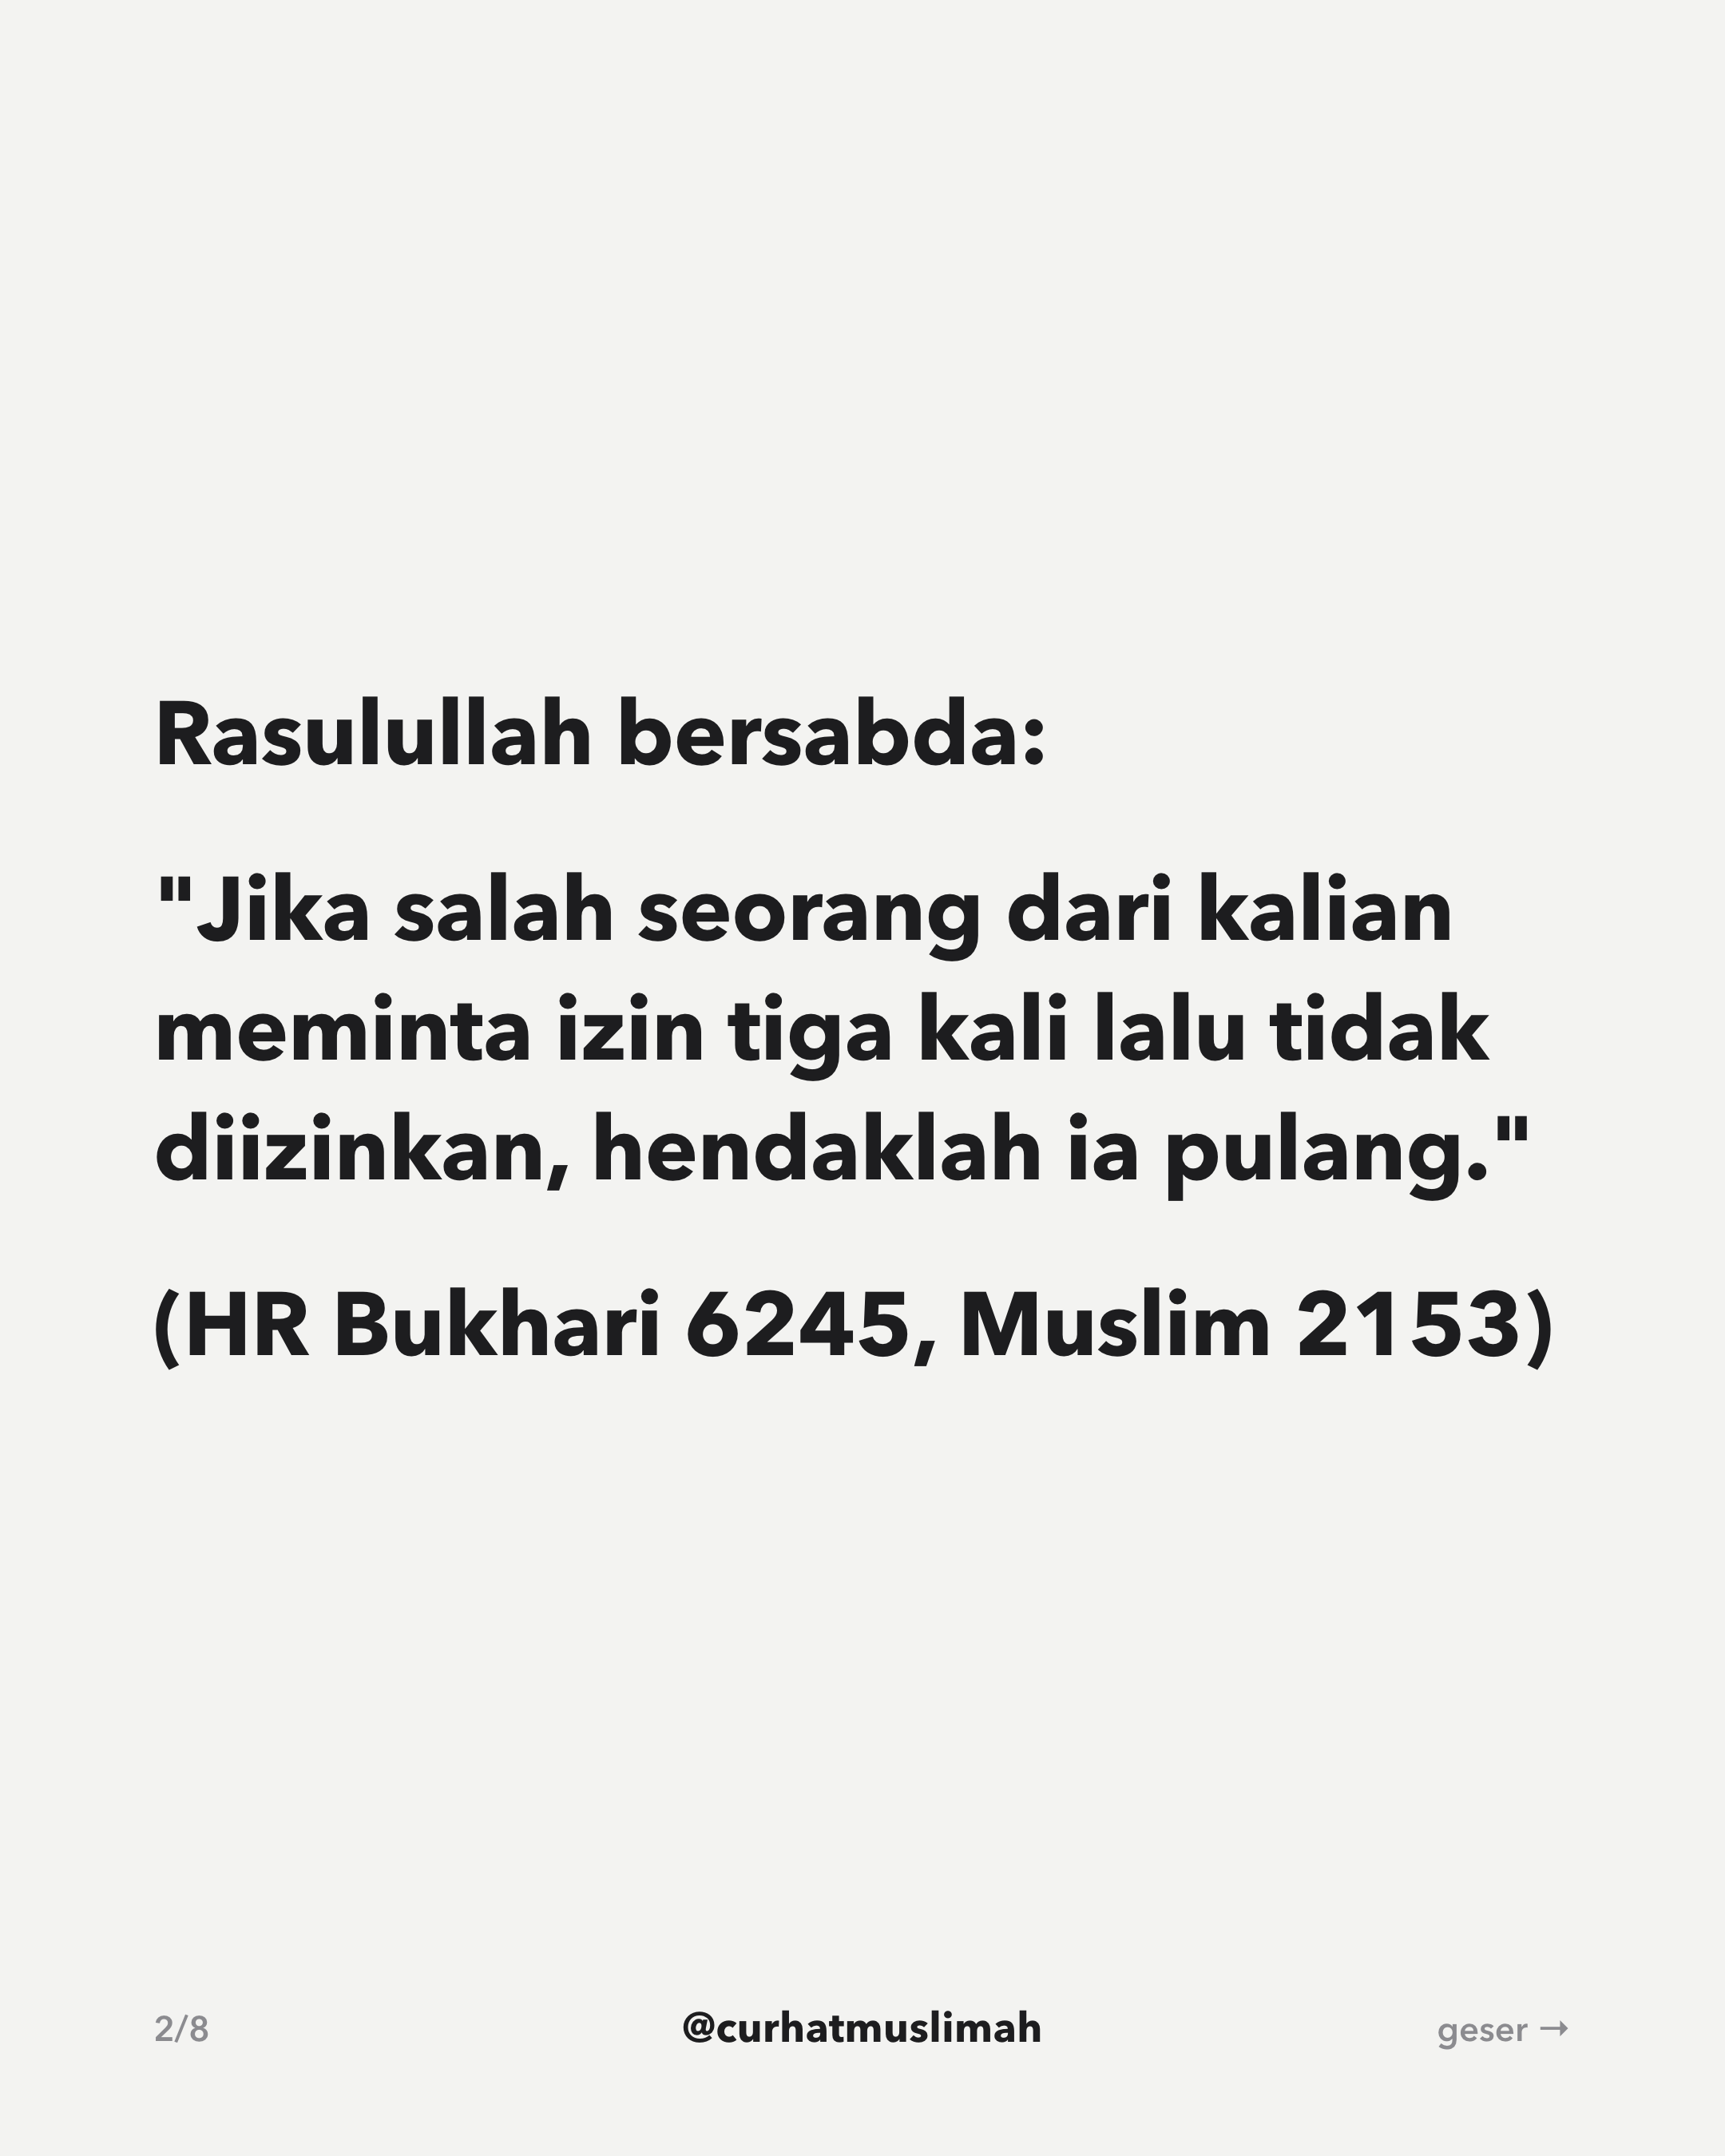 Rasulullah bersabda:
"Jika salah seorang dari kalian
meminta izin tiga kali lalu tidak
diizinkan, hendaklah ia pulang."
(HR Bukhari 6245, Muslim 2153)
2/8
@curhatmuslimah
geser →